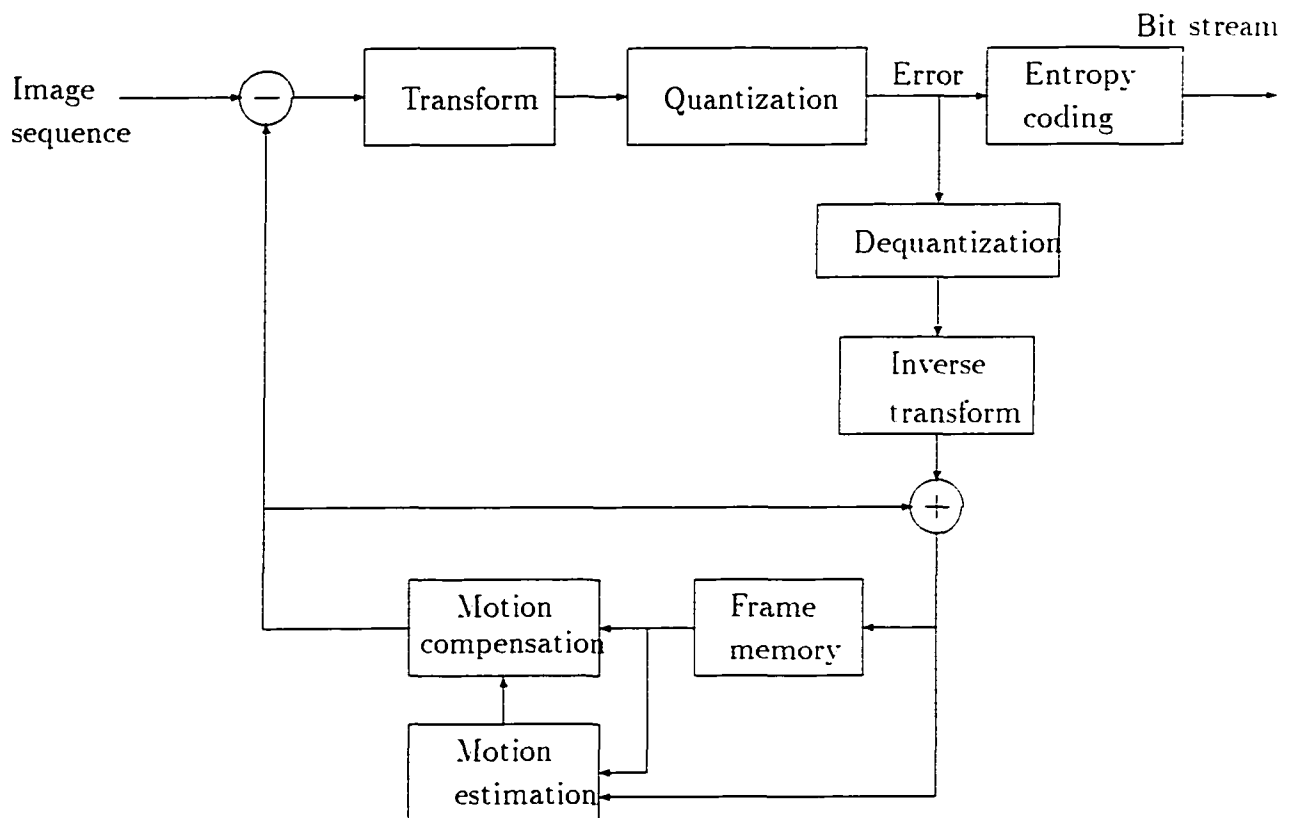 Bit stream
Image
sequence
−
Transform
Quantization
Error
Entropy
coding
Dequantization
Inverse
transform
+
Motion
compensation
Frame
memory
Motion
estimation